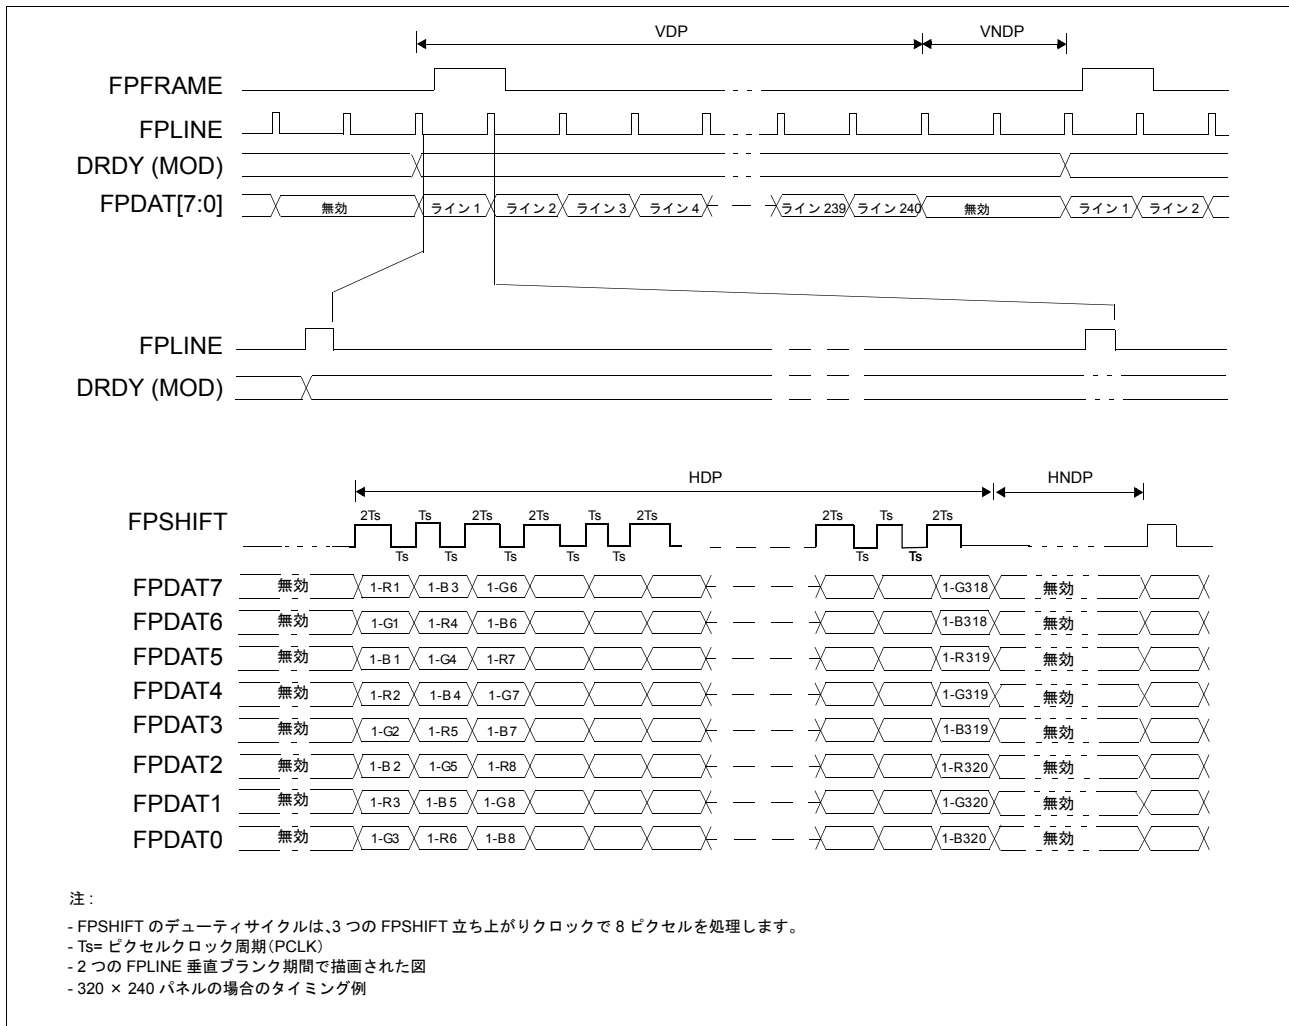 VDP VNDP
FPFRAME
FPLINE
DRDY (MOD)
FPDAT[7:0] 無効 ライン 1 ライン 2 ライン 3 ライン 4 ライン 239 ライン 240 無効 ライン 1 ライン 2
FPLINE
DRDY (MOD)
HDP HNDP
FPSHIFT 2Ts Ts 2Ts 2Ts Ts 2Ts 2Ts Ts 2Ts
Ts Ts Ts Ts Ts Ts Ts
FPDAT7 無効 1-R1 1-B3 1-G6 1-G318 無効
FPDAT6 無効 1-G1 1-R4 1-B6 1-B318 無効
FPDAT5 無効 1-B1 1-G4 1-R7 1-R319 無効
FPDAT4 無効 1-R2 1-B4 1-G7 1-G319 無効
FPDAT3 無効 1-G2 1-R5 1-B7 1-B319 無効
FPDAT2 無効 1-B2 1-G5 1-R8 1-R320 無効
FPDAT1 無効 1-R3 1-B5 1-G8 1-G320 無効
FPDAT0 無効 1-G3 1-R6 1-B8 1-B320 無効
注 :
- FPSHIFT のデューティサイクルは、3 つの FPSHIFT 立ち上がりクロックで 8 ピクセルを処理します。
- Ts= ピクセルクロック周期(PCLK)
- 2 つの FPLINE 垂直ブランク期間で描画された図
- 320 × 240 パネルの場合のタイミング例